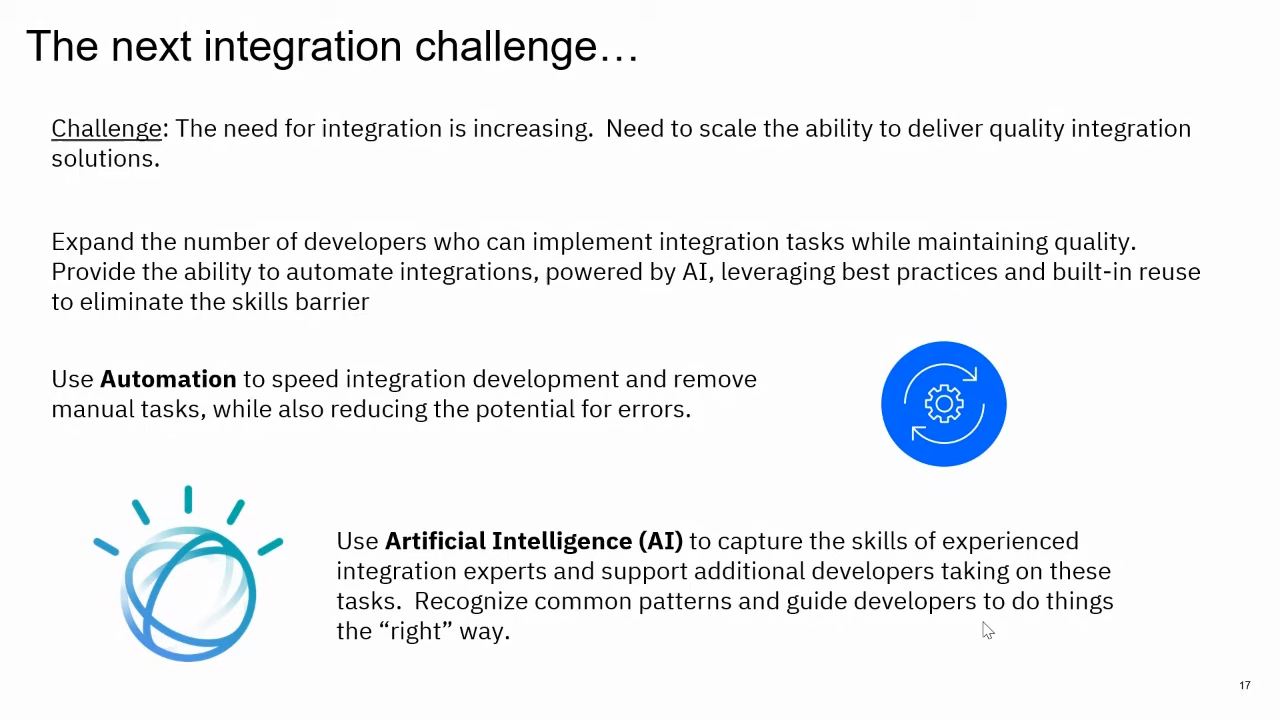 The next integration challenge…
Challenge: The need for integration is increasing.  Need to scale the ability to deliver quality integration
solutions.
Expand the number of developers who can implement integration tasks while maintaining quality.
Provide the ability to automate integrations, powered by AI, leveraging best practices and built-in reuse
to eliminate the skills barrier
Use Automation to speed integration development and remove
manual tasks, while also reducing the potential for errors.
Use Artificial Intelligence (AI) to capture the skills of experienced
integration experts and support additional developers taking on these
tasks.  Recognize common patterns and guide developers to do things
the “right” way.
17